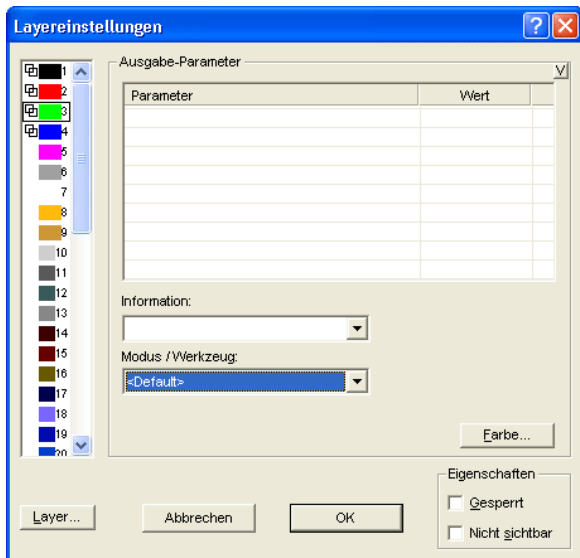 Layereinstellungen
1
2
3
4
5
6
7
8
9
10
11
12
13
14
15
16
17
18
19
20
Ausgabe-Parameter
V
Parameter Wert
Information:
Modus / Werkzeug:
<Default>
Farbe...
Eigenschaften
Gesperrt
Nicht sichtbar
Layer...
Abbrechen
OK